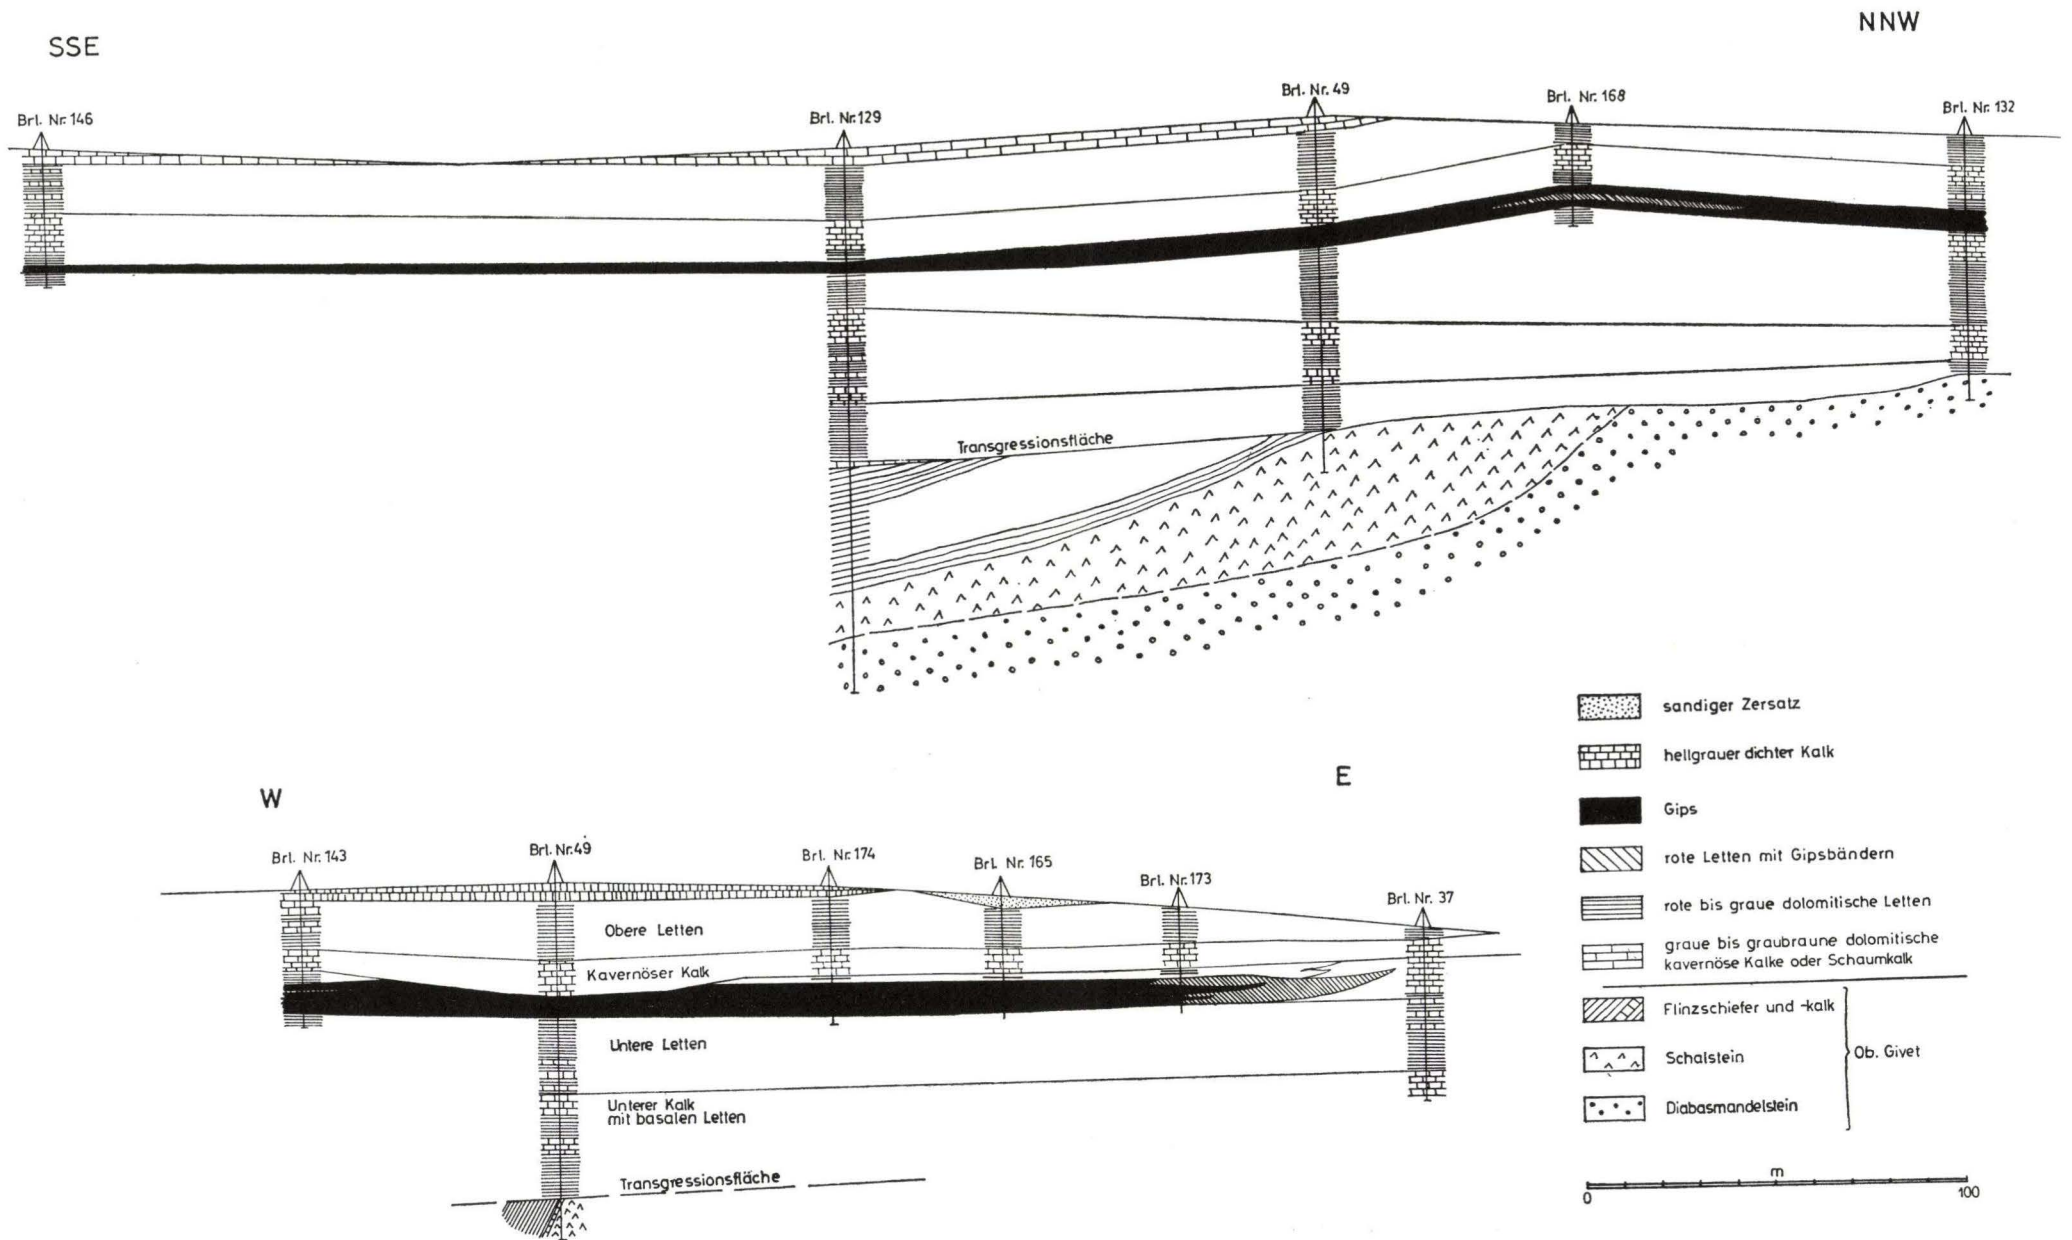 SSE
NNW
Brl. Nr. 146
Brl. Nr. 129
Brl. Nr. 49
Brl. Nr. 168
Brl. Nr. 132
Transgressionsfläche
W
E
Brl. Nr. 143
Brl. Nr. 49
Brl. Nr. 174
Brl. Nr. 165
Brl. Nr. 173
Brl. Nr. 37
Obere Letten
Kavernöser Kalk
Untere Letten
Unterer Kalk
mit basalen Letten
Transgressionsfläche
sandiger Zersatz
hellgrauer dichter Kalk
Gips
rote Letten mit Gipsbändern
rote bis graue dolomitische Letten
graue bis graubraune dolomitische
kavernöse Kalke oder Schaumkalk
Flinzschiefer und -kalk
Schalstein
Diabasmandelstein
Ob. Givet
m
0 100